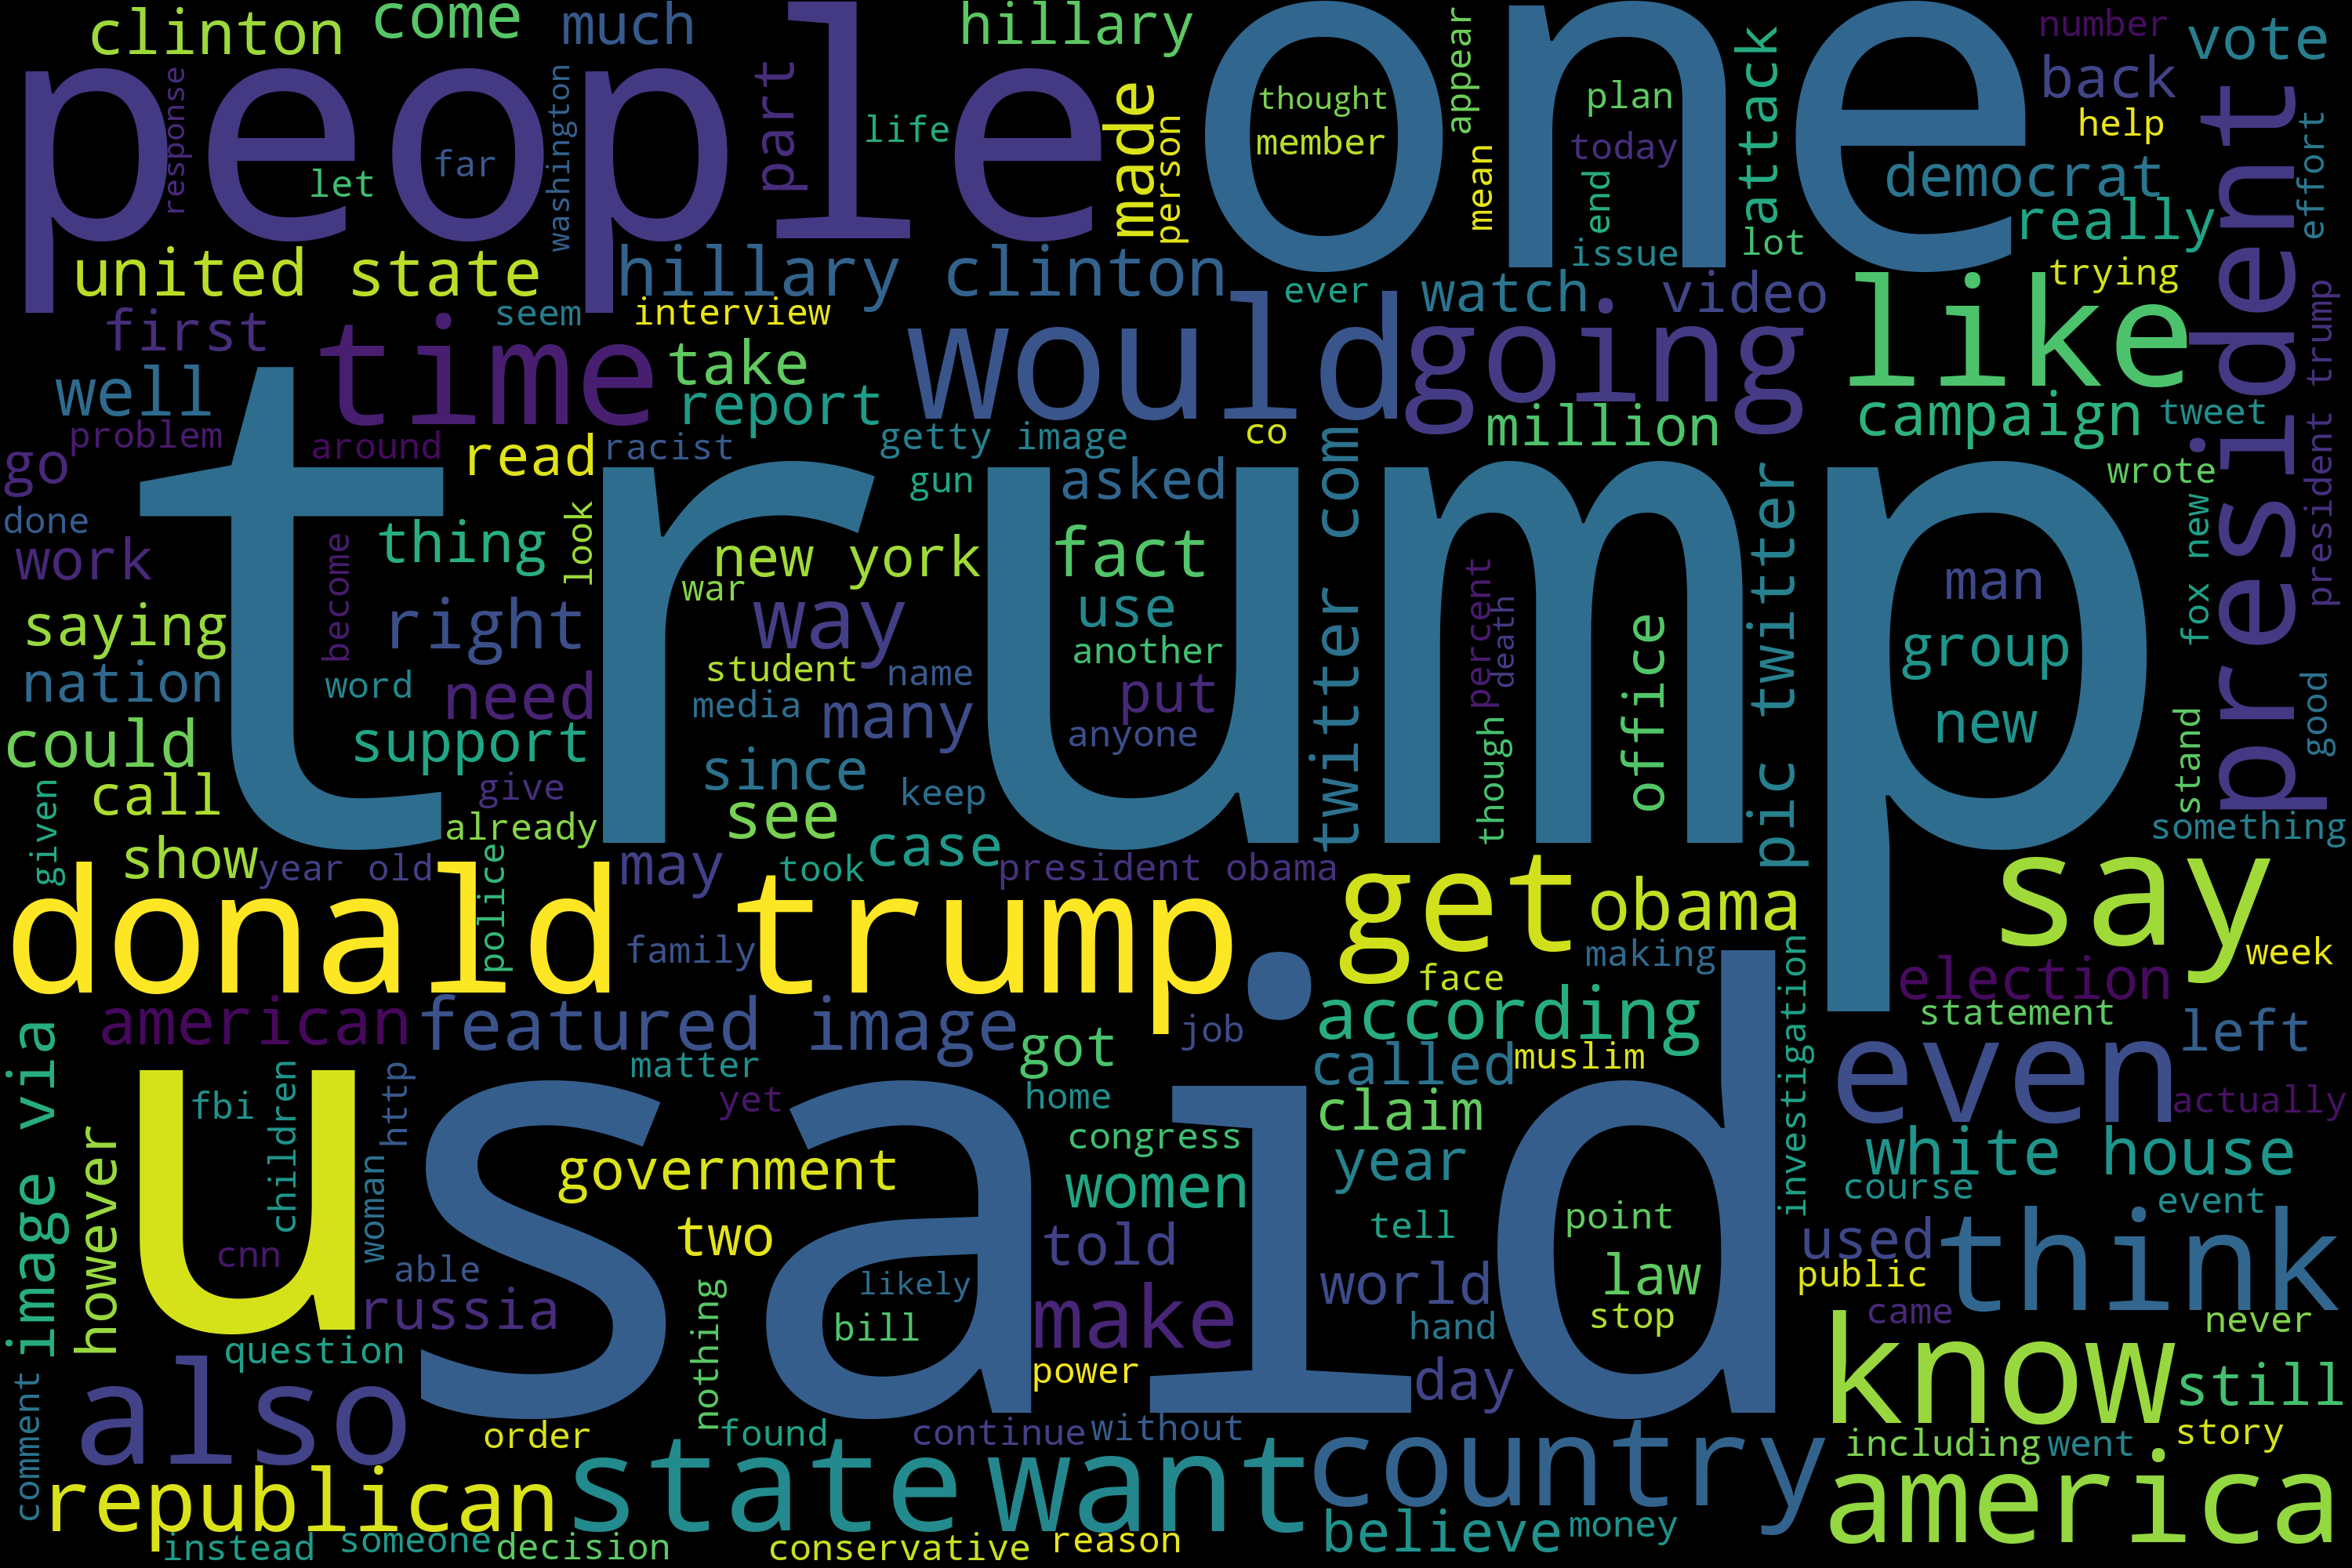 clinton
come
much
hillary
number
vote
people
one
response
washington
part
life
made
person
thought
member
appear
plan
today
mean
end
issue
attack
lot
back
help
democrat
really
effort
let
far
united state
hillary clinton
ever
watch
video
trying
like
president
president trump
first
seem
interview
time
take
would
going
well
report
million
campaign
tweet
problem
around
read
racist
getty image
co
go
gun
asked
twitter com
pic twitter
wrote
done
trump
work
become
thing
look
new york
fact
war
way
use
percent
death
man
fox new
saying
right
student
name
another
office
group
nation
word
need
media
many
put
anyone
new
good
could
support
since
though
stand
call
give
keep
see
given
already
something
show
year old
police
may
took
case
president obama
donald trump
get
obama
say
family
making
week
face
election
american
featured image
according
investigation
statement
left
job
got
image via
matter
called
muslim
even
fbi
children
http
yet
home
claim
actually
u
said
however
woman
government
congress
women
year
white house
course
event
two
told
tell
point
cnn
able
likely
world
law
used
public
think
russia
nothing
bill
make
hand
stop
came
never
question
power
day
know
still
also
comment
order
found
continue
without
country
including
went
story
republican
state
want
america
believe
money
instead
someone
decision
conservative
reason